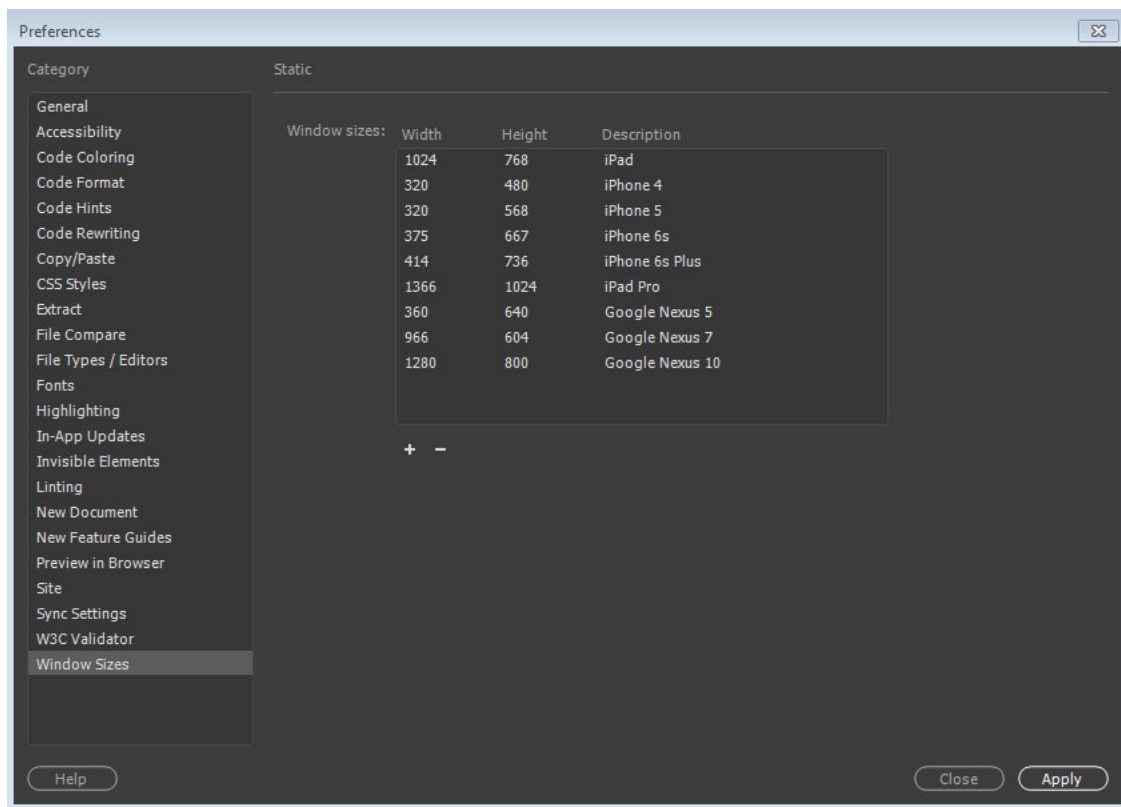 Preferences
Category
General
Accessibility
Code Coloring
Code Format
Code Hints
Code Rewriting
Copy/Paste
CSS Styles
Extract
File Compare
File Types / Editors
Fonts
Highlighting
In-App Updates
Invisible Elements
Linting
New Document
New Feature Guides
Preview in Browser
Site
Sync Settings
W3C Validator
Window Sizes
Static
Window sizes: Width Height Description
1024 768 iPad
320 480 iPhone 4
320 568 iPhone 5
375 667 iPhone 6s
414 736 iPhone 6s Plus
1366 1024 iPad Pro
360 640 Google Nexus 5
966 604 Google Nexus 7
1280 800 Google Nexus 10
+ −
Help Close Apply